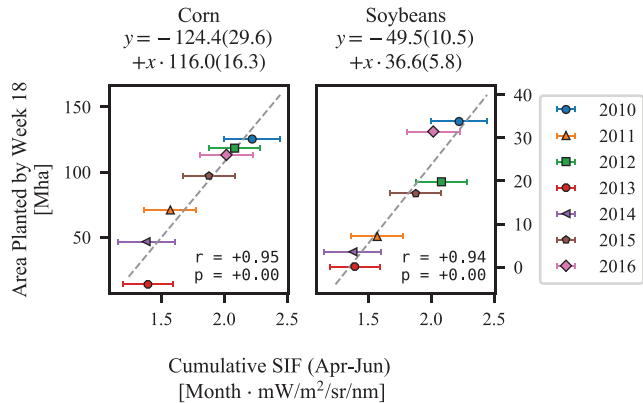 Corn
y = − 124.4(29.6)
+x · 116.0(16.3)
Soybeans
y = − 49.5(10.5)
+x · 36.6(5.8)
Area Planted by Week 18
[Mha]
150
100
50
r = +0.95
p = +0.00
1.5
2.0
2.5
r = +0.94
p = +0.00
1.5
2.0
2.5
40
30
20
10
0
2010
2011
2012
2013
2014
2015
2016
Cumulative SIF (Apr-Jun)
[Month · mW/m²/sr/nm]